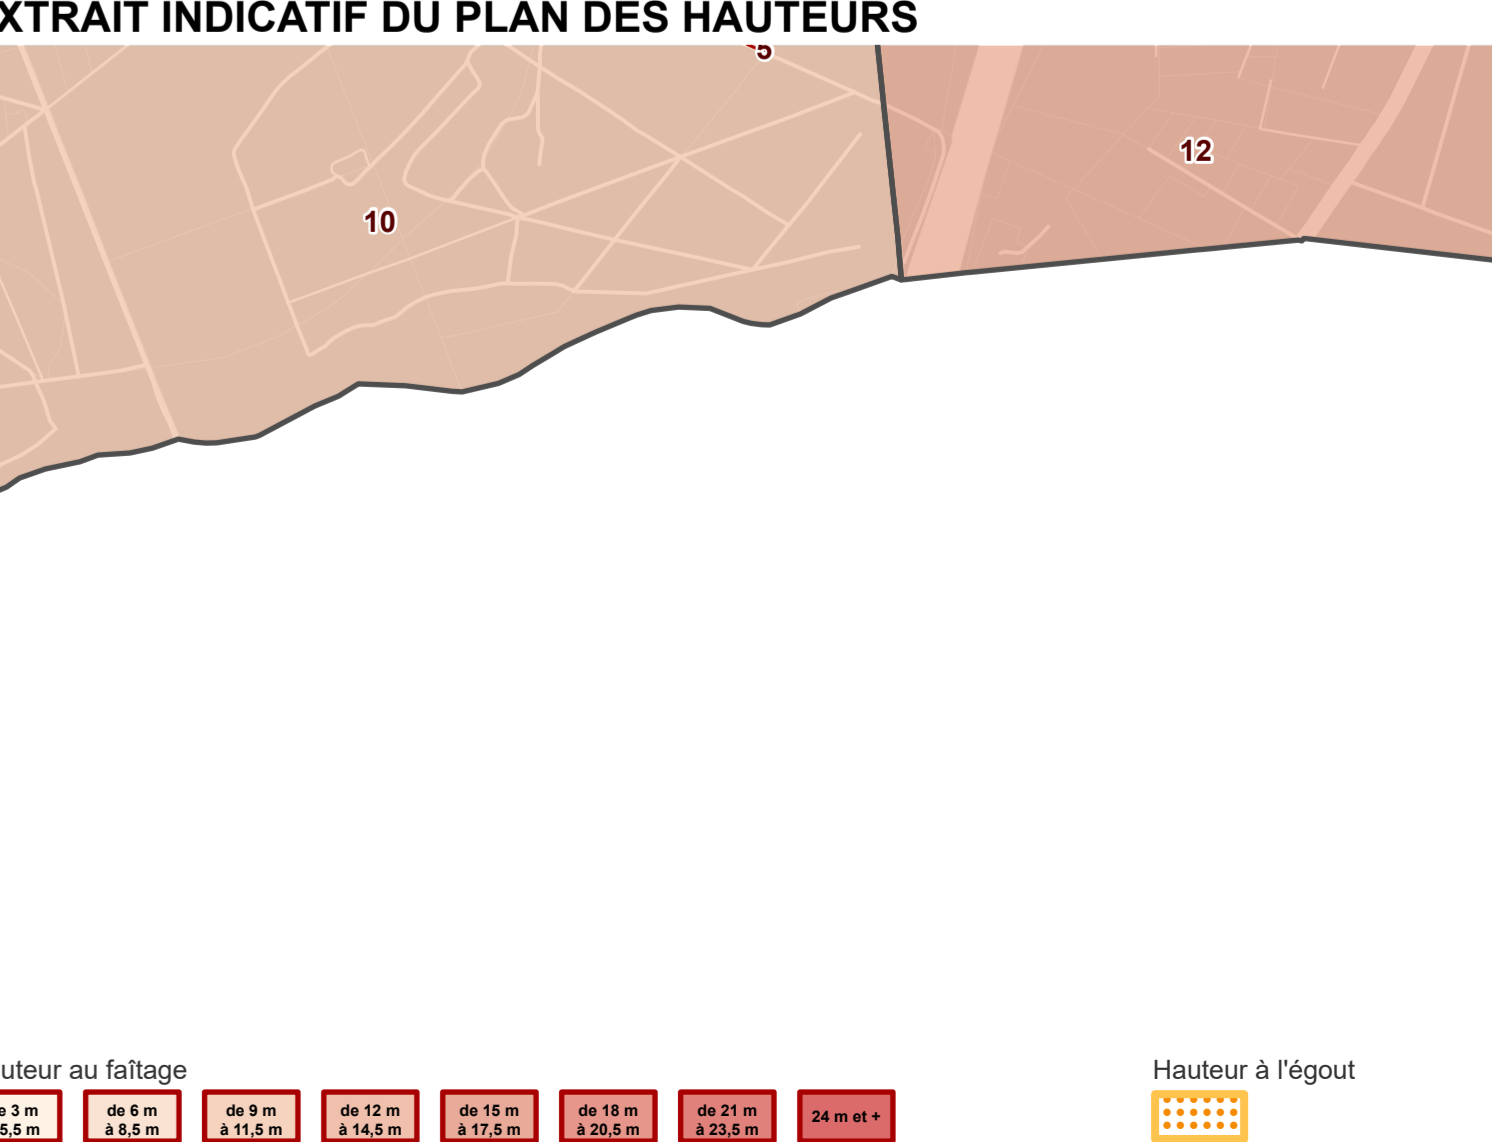 XTRAIT INDICATIF DU PLAN DES HAUTEURS
5
12
10
uteur au faîtage
Hauteur à l'égout
e 3 m
5,5 m
de 6 m
à 8,5 m
de 9 m
à 11,5 m
de 12 m
à 14,5 m
de 15 m
à 17,5 m
de 18 m
à 20,5 m
de 21 m
à 23,5 m
24 m et +